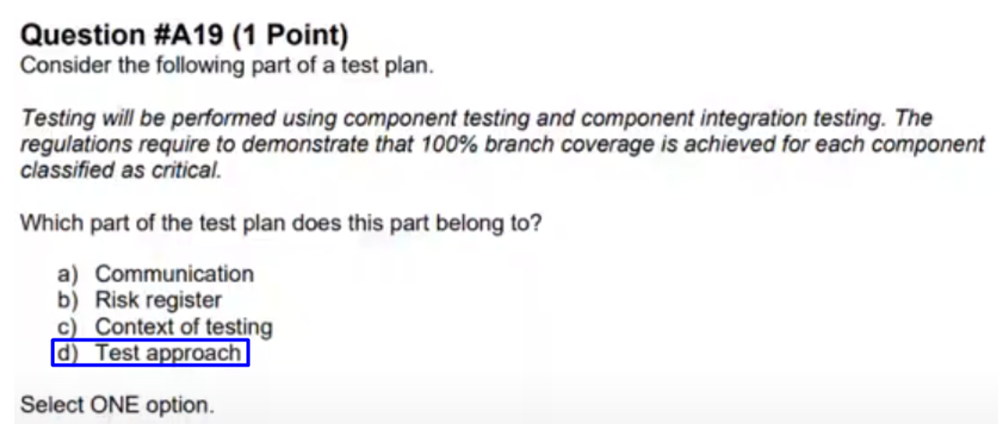 Question #A19 (1 Point)
Consider the following part of a test plan.
Testing will be performed using component testing and component integration testing. The
regulations require to demonstrate that 100% branch coverage is achieved for each component
classified as critical.
Which part of the test plan does this part belong to?
a) Communication
b) Risk register
c) Context of testing
d) Test approach
Select ONE option.